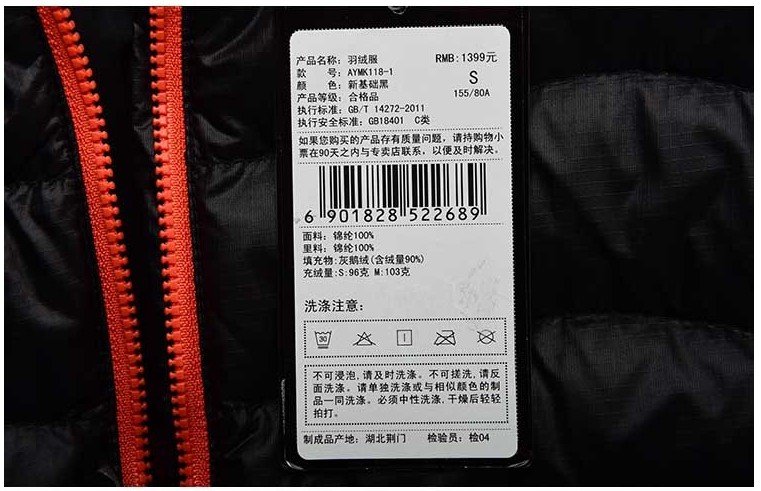 产品名称: 羽绒服 RMB: 1399元
款 号: AYMK118-1 S
颜 色: 新基础黑 155/80A
产品等级: 合格品
执行标准: GB/T 14272-2011
执行安全标准: GB18401 C类
如果您购买的产品存有质量问题, 请持购物小
票在90天之内与专卖店联系, 以便及时解决。
6 901828 522689
面料: 锦纶100%
里料: 锦纶100%
填充物: 灰鹅绒(含绒量90%)
充绒量: S:96克 M:103克
洗涤注意:
30
不可浸泡, 请及时洗涤。不可搓洗, 请反
面洗涤。请单独洗涤或与相似颜色的制
品一同洗涤。必须中性洗涤, 干燥后轻轻
拍打。
制成品产地: 湖北荆门 检验员: 检04